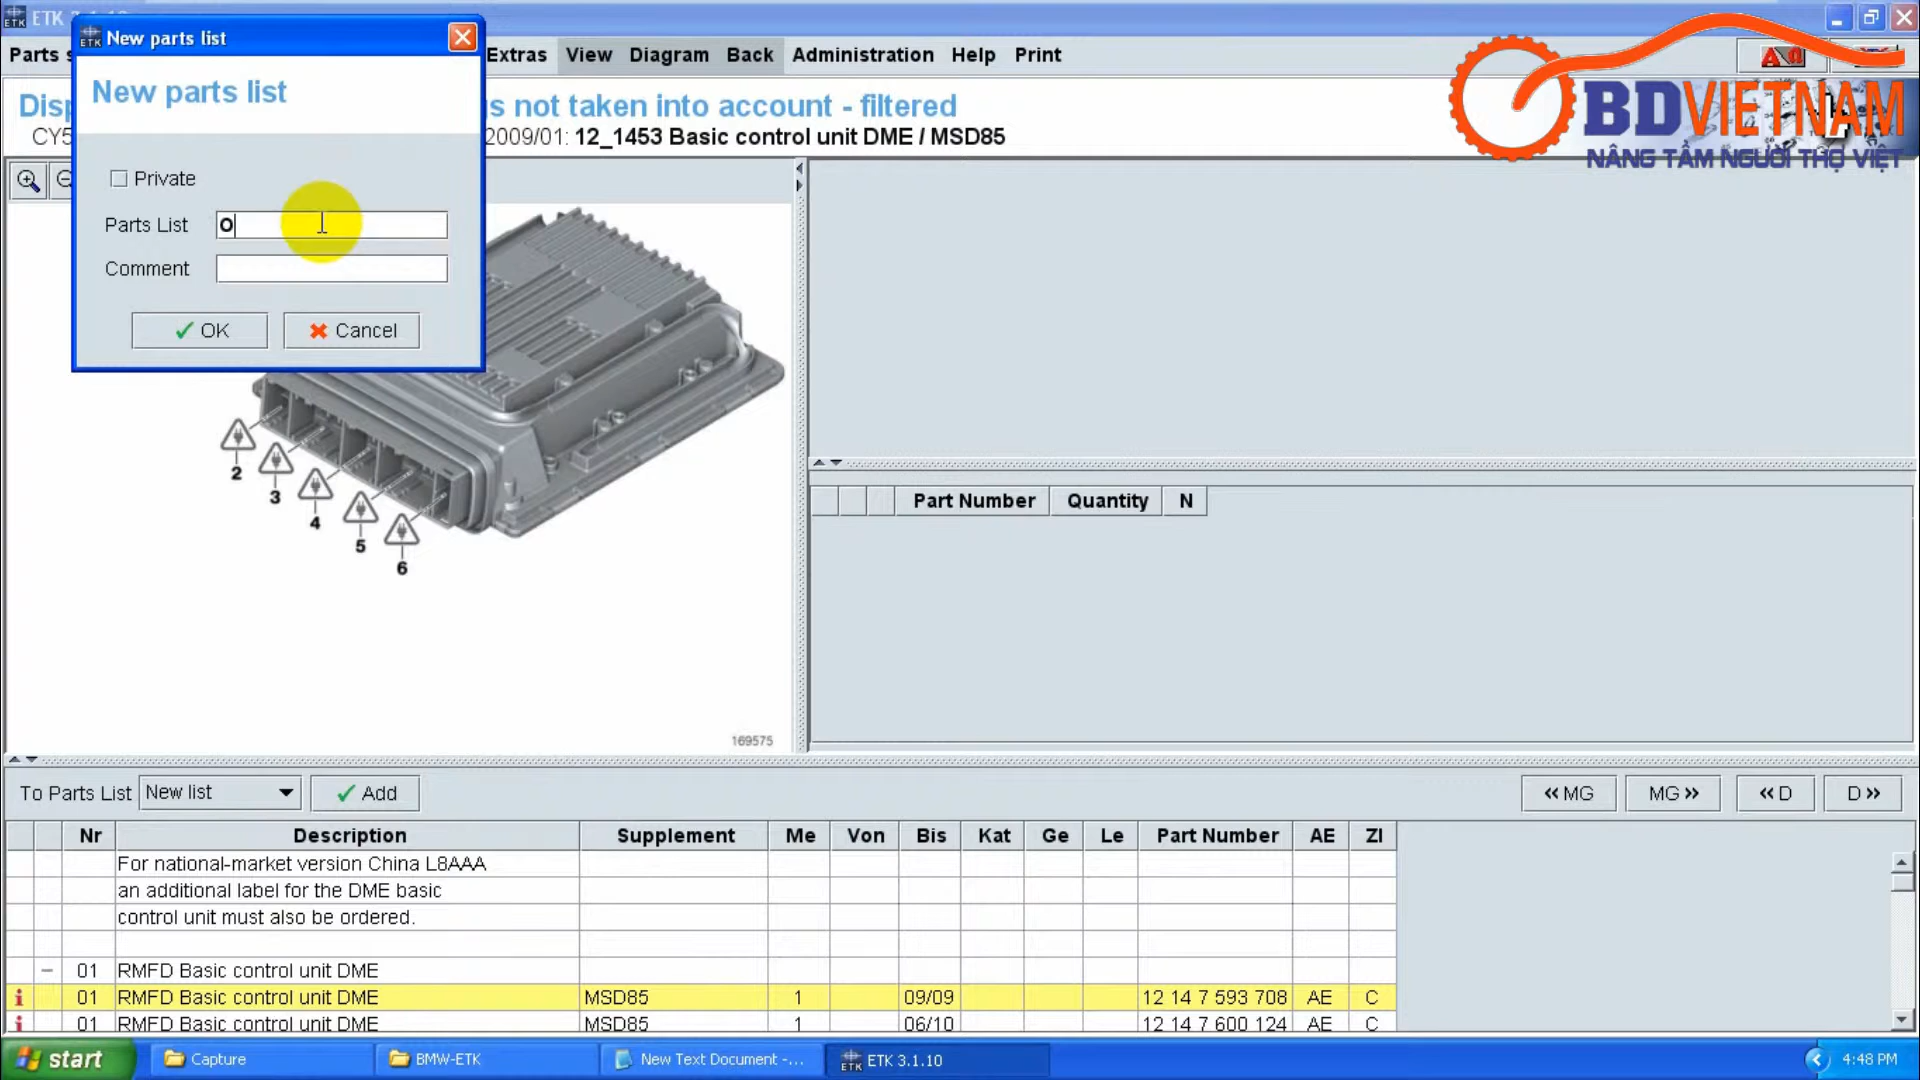 ETK
New parts list
Parts s
Extras
View
Diagram
Back
Administration
Help
Print
New parts list
Disp
gs not taken into account - filtered
CY5
2009/01: 12_1453 Basic control unit DME / MSD85
OBDVIETNAM
NÂNG TẦM NGƯỜI THỢ VIỆT
Private
Parts List O
Comment
OK
Cancel
2
3
4
5
6
169575
Part Number Quantity N
To Parts List New list Add
«MG MG» «D D»
Nr Description Supplement Me Von Bis Kat Ge Le Part Number AE ZI
For national-market version China L8AAA
an additional label for the DME basic
control unit must also be ordered.
– 01 RMFD Basic control unit DME
i 01 RMFD Basic control unit DME MSD85 1 09/09 12 14 7 593 708 AE C
i 01 RMFD Basic control unit DME MSD85 1 06/10 12 14 7 600 124 AE C
start
Capture
BMW-ETK
New Text Document -...
ETK 3.1.10
4:48 PM